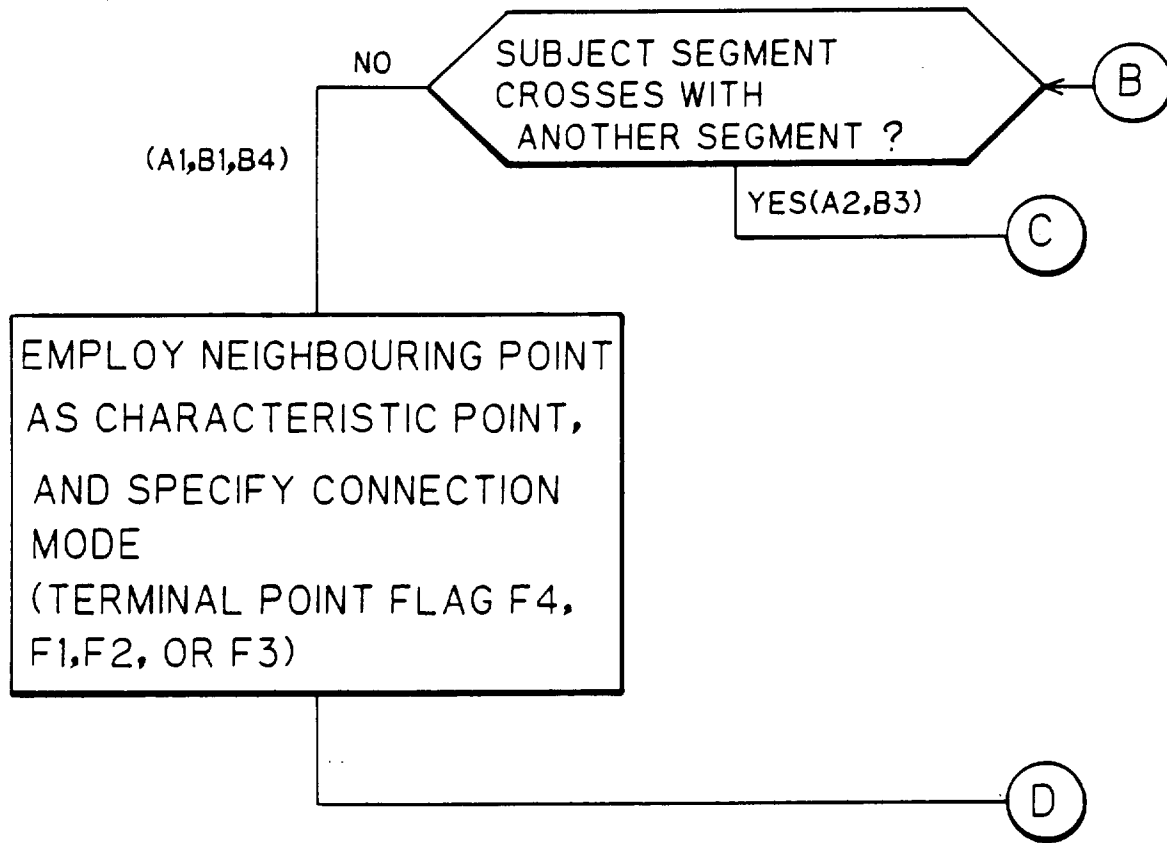 SUBJECT SEGMENT
CROSSES WITH
ANOTHER SEGMENT ?
NO
B
(A1,B1,B4)
YES(A2,B3)
C
EMPLOY NEIGHBOURING POINT
AS CHARACTERISTIC POINT,
AND SPECIFY CONNECTION
MODE
(TERMINAL POINT FLAG F4,
F1,F2, OR F3)
D